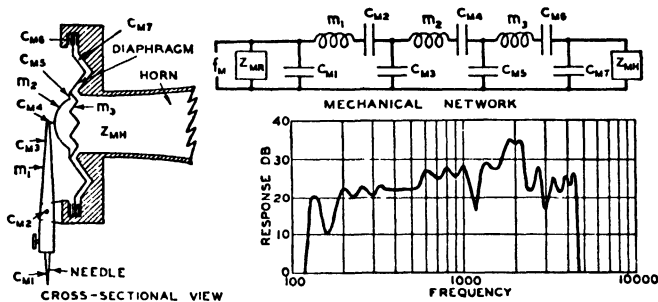 CM6
CM7
DIAPHRAGM
CM5
m2
HORN
CM4
m3
ZMH
CM3
m1
CM2
CM1
NEEDLE
CROSS-SECTIONAL VIEW
m1 CM2 m2 CM4 m3 CM6
fM ZMR CM1 CM3 CM5 CM7 ZMH
MECHANICAL NETWORK
RESPONSE DB
40
30
20
10
0
100 1000 10000
FREQUENCY